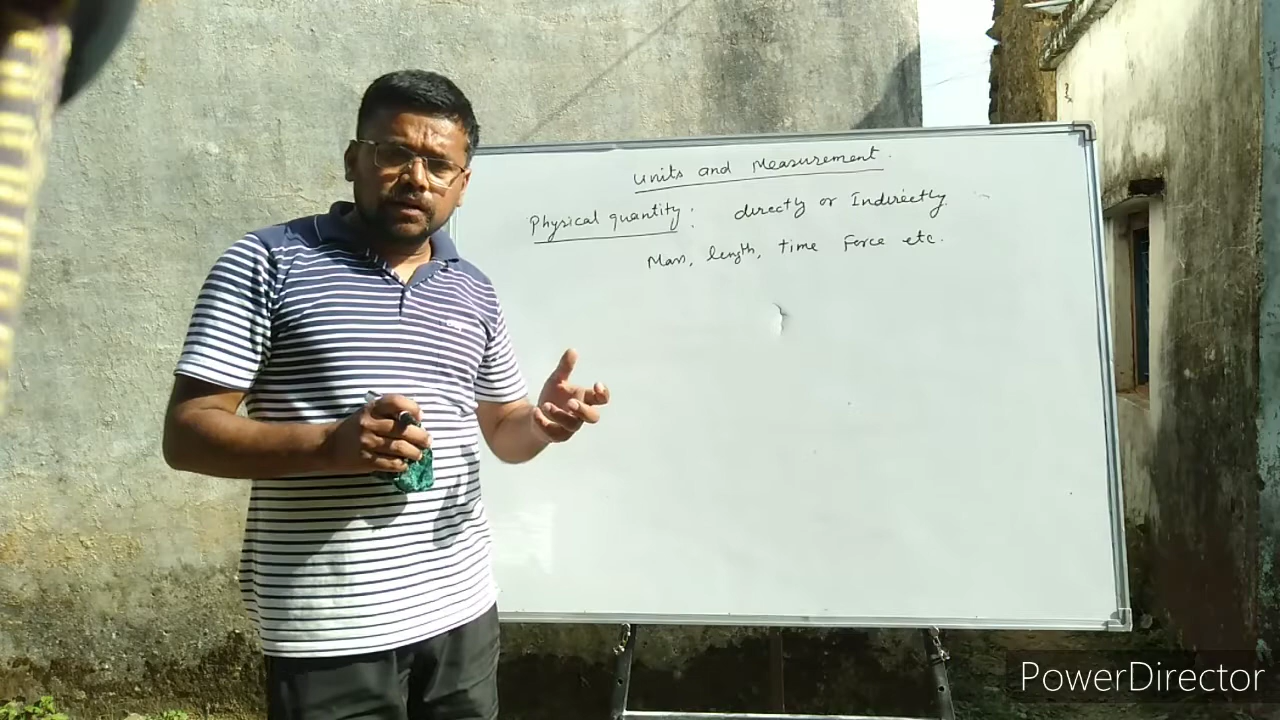 Units and Measurement.
Physical quantity: directly or Indirectly
Mass, length, time Force etc.
PowerDirector